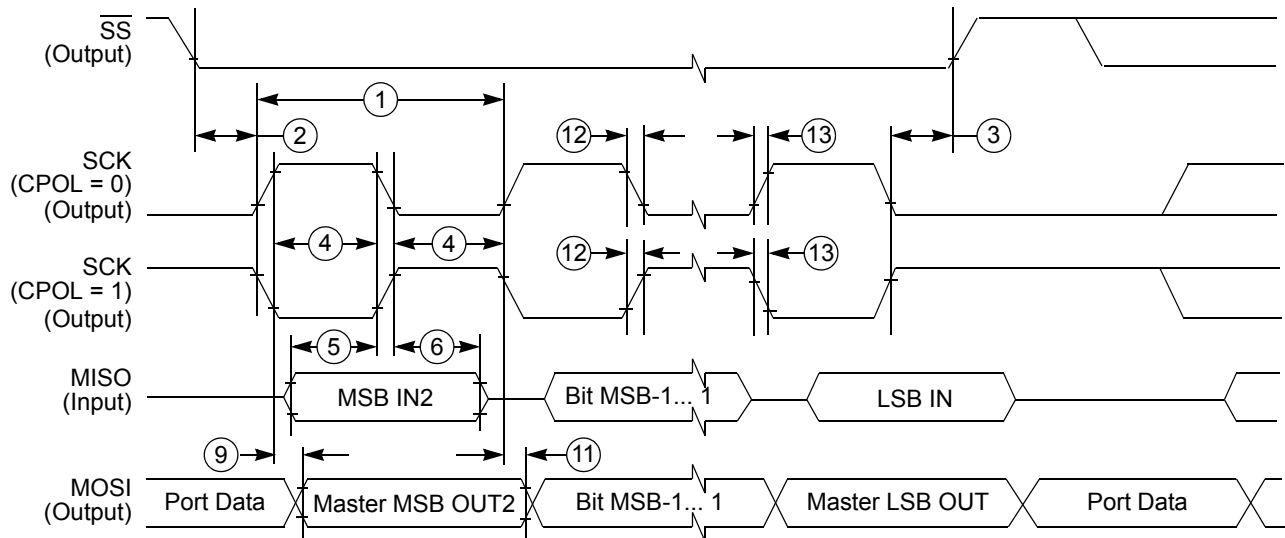 SS
(Output)
1
2
12
13
3
SCK
(CPOL = 0)
(Output)
4
4
SCK
(CPOL = 1)
(Output)
12
13
5
6
MISO
(Input)
MSB IN2
Bit MSB-1... 1
LSB IN
9
11
MOSI
(Output)
Port Data
Master MSB OUT2
Bit MSB-1... 1
Master LSB OUT
Port Data